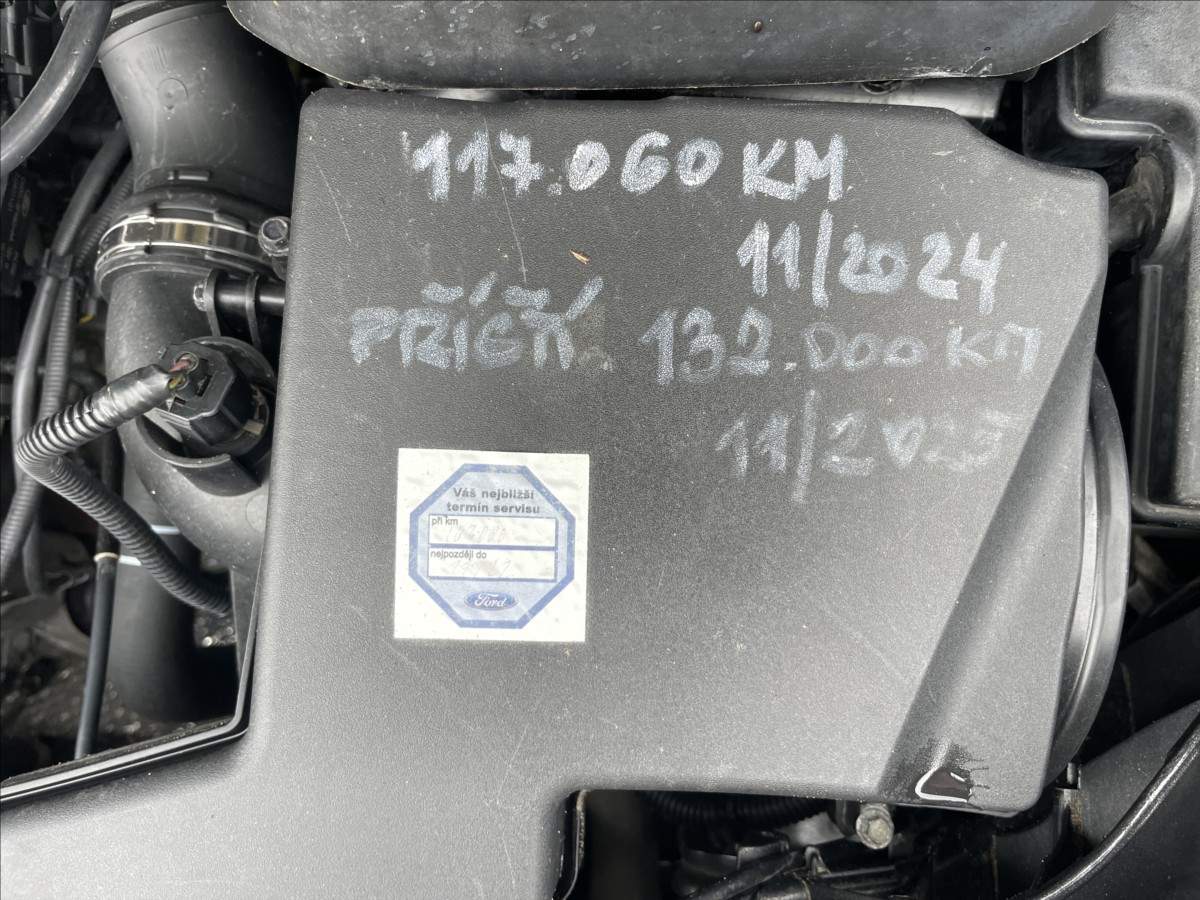 117.060 KM
11/2024
PŘÍŠTÍ 132.000 KM
11/2025
Váš nejbližší
termín servisu
při km
nejpozději do
Ford